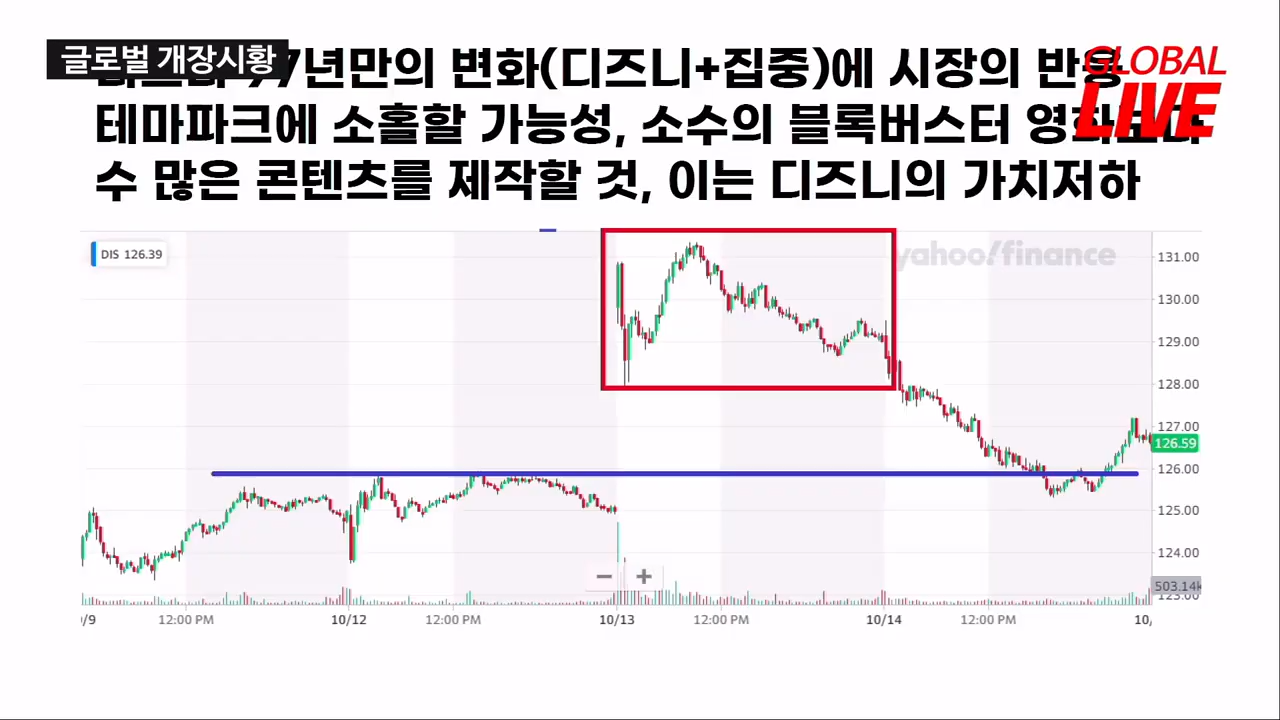 글로벌 개장시황
7년만의 변화(디즈니+집중)에 시장의 반응
GLOBAL
LIVE
테마파크에 소홀할 가능성, 소수의 블록버스터
수 많은 콘텐츠를 제작할 것, 이는 디즈니의 가치저하
DIS 126.39
yahoo!finance
131.00
130.00
129.00
128.00
127.00
126.59
126.00
125.00
124.00
503.14k
123.00
/9
12:00 PM
10/12
12:00 PM
10/13
12:00 PM
10/14
12:00 PM
10/
− +